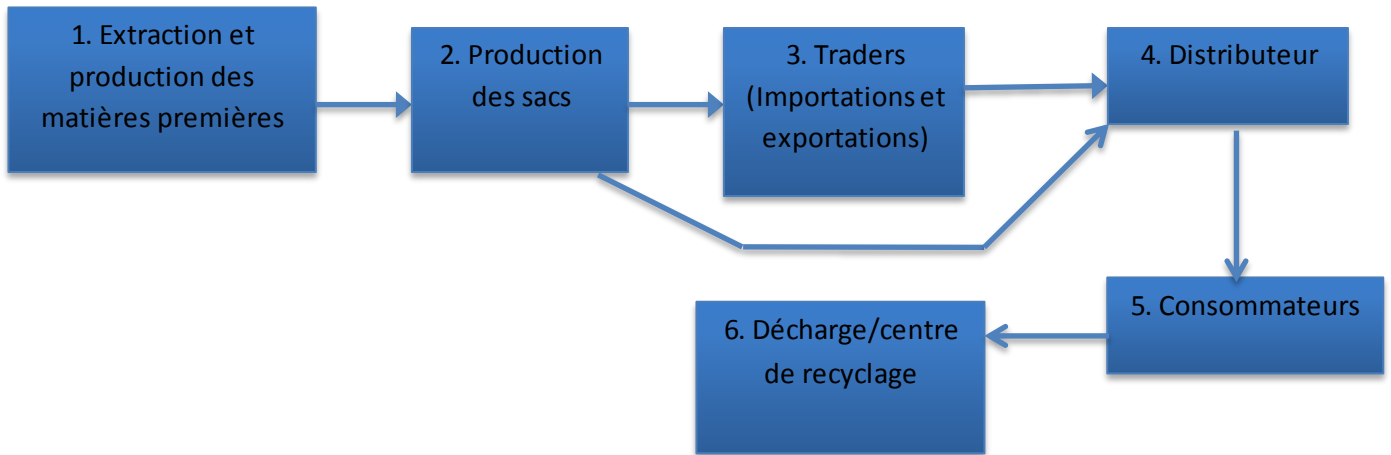 1. Extraction et
production des
matières premières
2. Production
des sacs
3. Traders
(Importations et
exportations)
4. Distributeur
5. Consommateurs
6. Décharge/centre
de recyclage